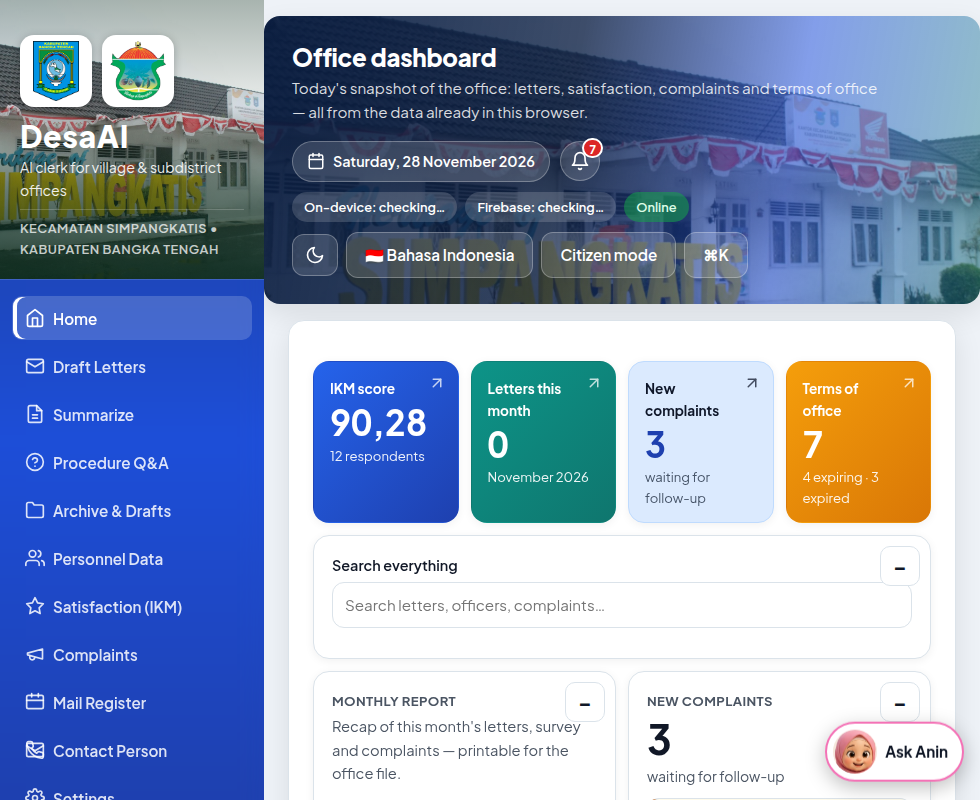 DesaAI
AI clerk for village & subdistrict
offices
KECAMATAN SIMPANGKATIS •
KABUPATEN BANGKA TENGAH
Home
Draft Letters
Summarize
Procedure Q&A
Archive & Drafts
Personnel Data
Satisfaction (IKM)
Complaints
Mail Register
Contact Person
Settings
Office dashboard
Today's snapshot of the office: letters, satisfaction, complaints and terms of office
— all from the data already in this browser.
Saturday, 28 November 2026
7
On-device: checking…
Firebase: checking…
Online
🇮🇩 Bahasa Indonesia
Citizen mode
⌘K
IKM score
90,28
12 respondents
Letters this
month
0
November 2026
New
complaints
3
waiting for
follow-up
Terms of
office
7
4 expiring · 3
expired
Search everything
–
Search letters, officers, complaints…
MONTHLY REPORT
–
Recap of this month's letters, survey
and complaints — printable for the
office file.
NEW COMPLAINTS
–
3
waiting for follow-up
Ask Anin